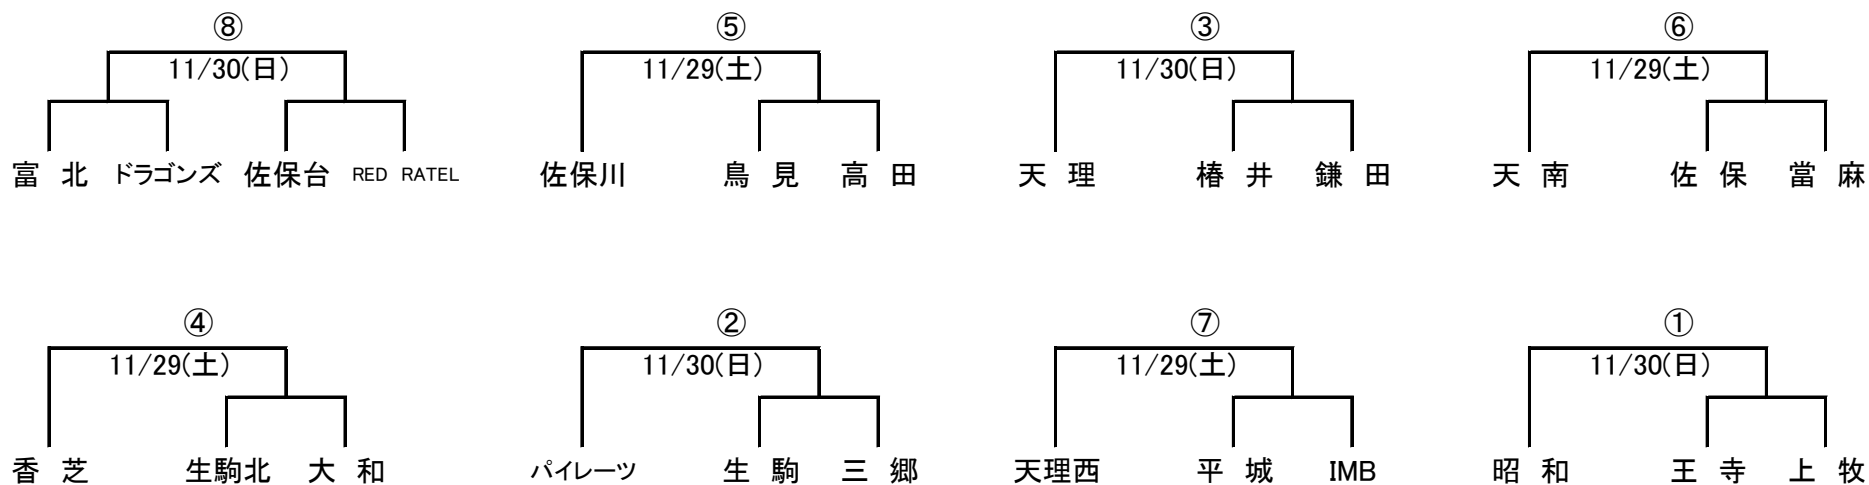 ⑧ ⑤ ③ ⑥
11/30(日) 11/29(土) 11/30(日) 11/29(土)
富 北 ドラゴンズ 佐保台 RED RATEL 佐保川 鳥 見 高 田 天 理 椿 井 鎌 田 天 南 佐 保 當 麻
④ ② ⑦ ①
11/29(土) 11/30(日) 11/29(土) 11/30(日)
香 芝 生駒北 大 和 パイレーツ 生 駒 三 郷 天理西 平 城 IMB 昭 和 王 寺 上 牧